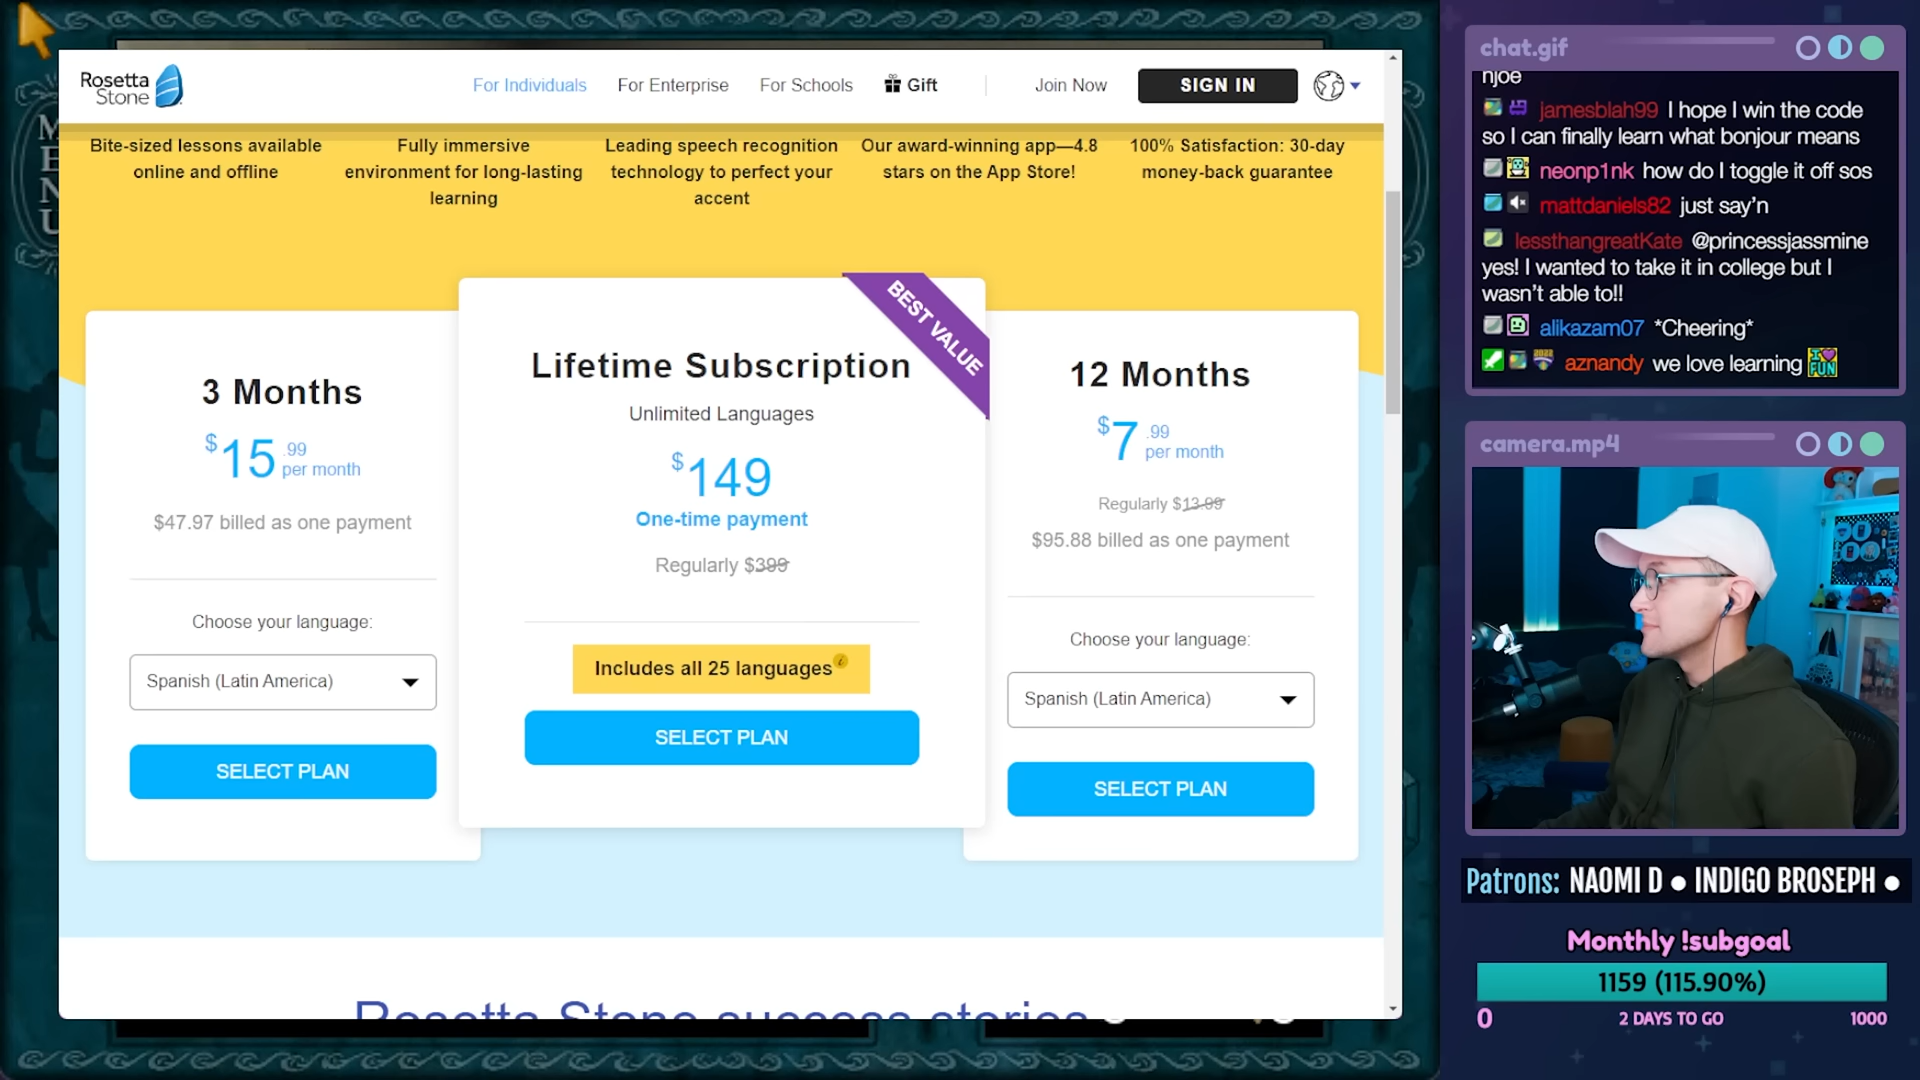 MENU
Rosetta
Stone
For Individuals
For Enterprise
For Schools
Gift
Join Now
SIGN IN
Bite-sized lessons available
online and offline
Fully immersive
environment for long-lasting
learning
Leading speech recognition
technology to perfect your
accent
Our award-winning app—4.8
stars on the App Store!
100% Satisfaction: 30-day
money-back guarantee
3 Months
$15.99
per month
$47.97 billed as one payment
Choose your language:
Spanish (Latin America)
SELECT PLAN
BEST VALUE
Lifetime Subscription
Unlimited Languages
$149
One-time payment
Regularly $399
Includes all 25 languages i
SELECT PLAN
12 Months
$7.99
per month
Regularly $13.99
$95.88 billed as one payment
Choose your language:
Spanish (Latin America)
SELECT PLAN
Rosetta Stone success stories
chat.gif
njoe
jamesblah99 I hope I win the code
so I can finally learn what bonjour means
neonp1nk how do I toggle it off sos
mattdaniels82 just say’n
lessthangreatKate @princessjassmine
yes! I wanted to take it in college but I
wasn’t able to!!
alikazam07 *Cheering*
aznandy we love learning I FUN
camera.mp4
Patrons: NAOMI D ● INDIGO BROSEPH ●
Monthly !subgoal
1159 (115.90%)
0
2 DAYS TO GO
1000